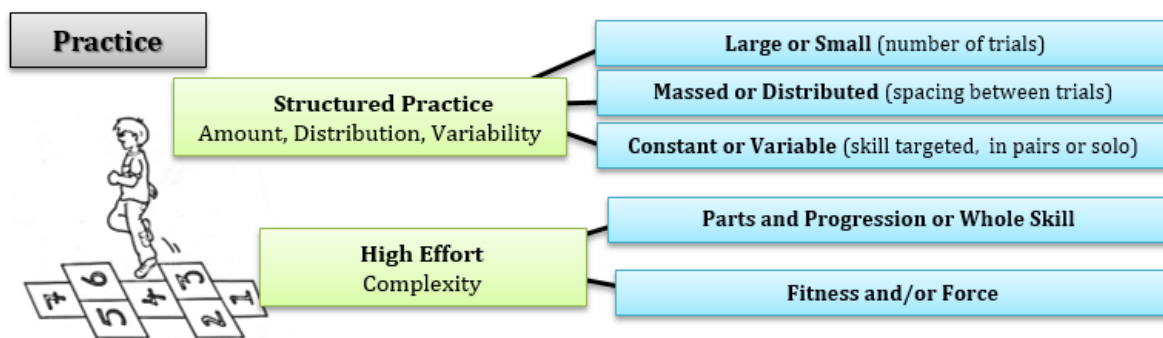 Practice
Structured Practice
Amount, Distribution, Variability
Large or Small (number of trials)
Massed or Distributed (spacing between trials)
Constant or Variable (skill targeted, in pairs or solo)
High Effort
Complexity
Parts and Progression or Whole Skill
Fitness and/or Force
7
6
5
4
3
2
1